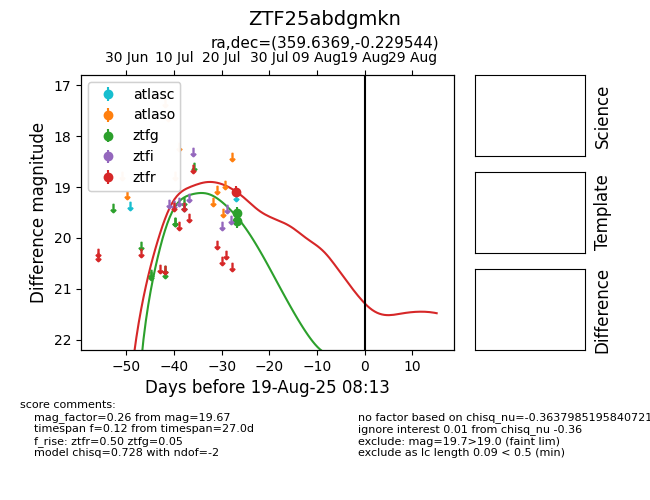 ZTF25abdgmkn
ra,dec=(359.6369,-0.229544)
30 Jun 10 Jul 20 Jul 30 Jul 09 Aug 19 Aug 29 Aug
17
18
19
20
21
22
Difference magnitude
atlasc
atlaso
ztfg
ztfi
ztfr
−50 −40 −30 −20 −10 0 10
Days before 19-Aug-25 08:13
Science
Template
Difference
score comments:
mag_factor=0.26 from mag=19.67
timespan f=0.12 from timespan=27.0d
f_rise: ztfr=0.50 ztfg=0.05
model chisq=0.728 with ndof=-2
no factor based on chisq_nu=-0.3637985195840721
ignore interest 0.01 from chisq_nu -0.36
exclude: mag=19.7>19.0 (faint lim)
exclude as lc length 0.09 < 0.5 (min)